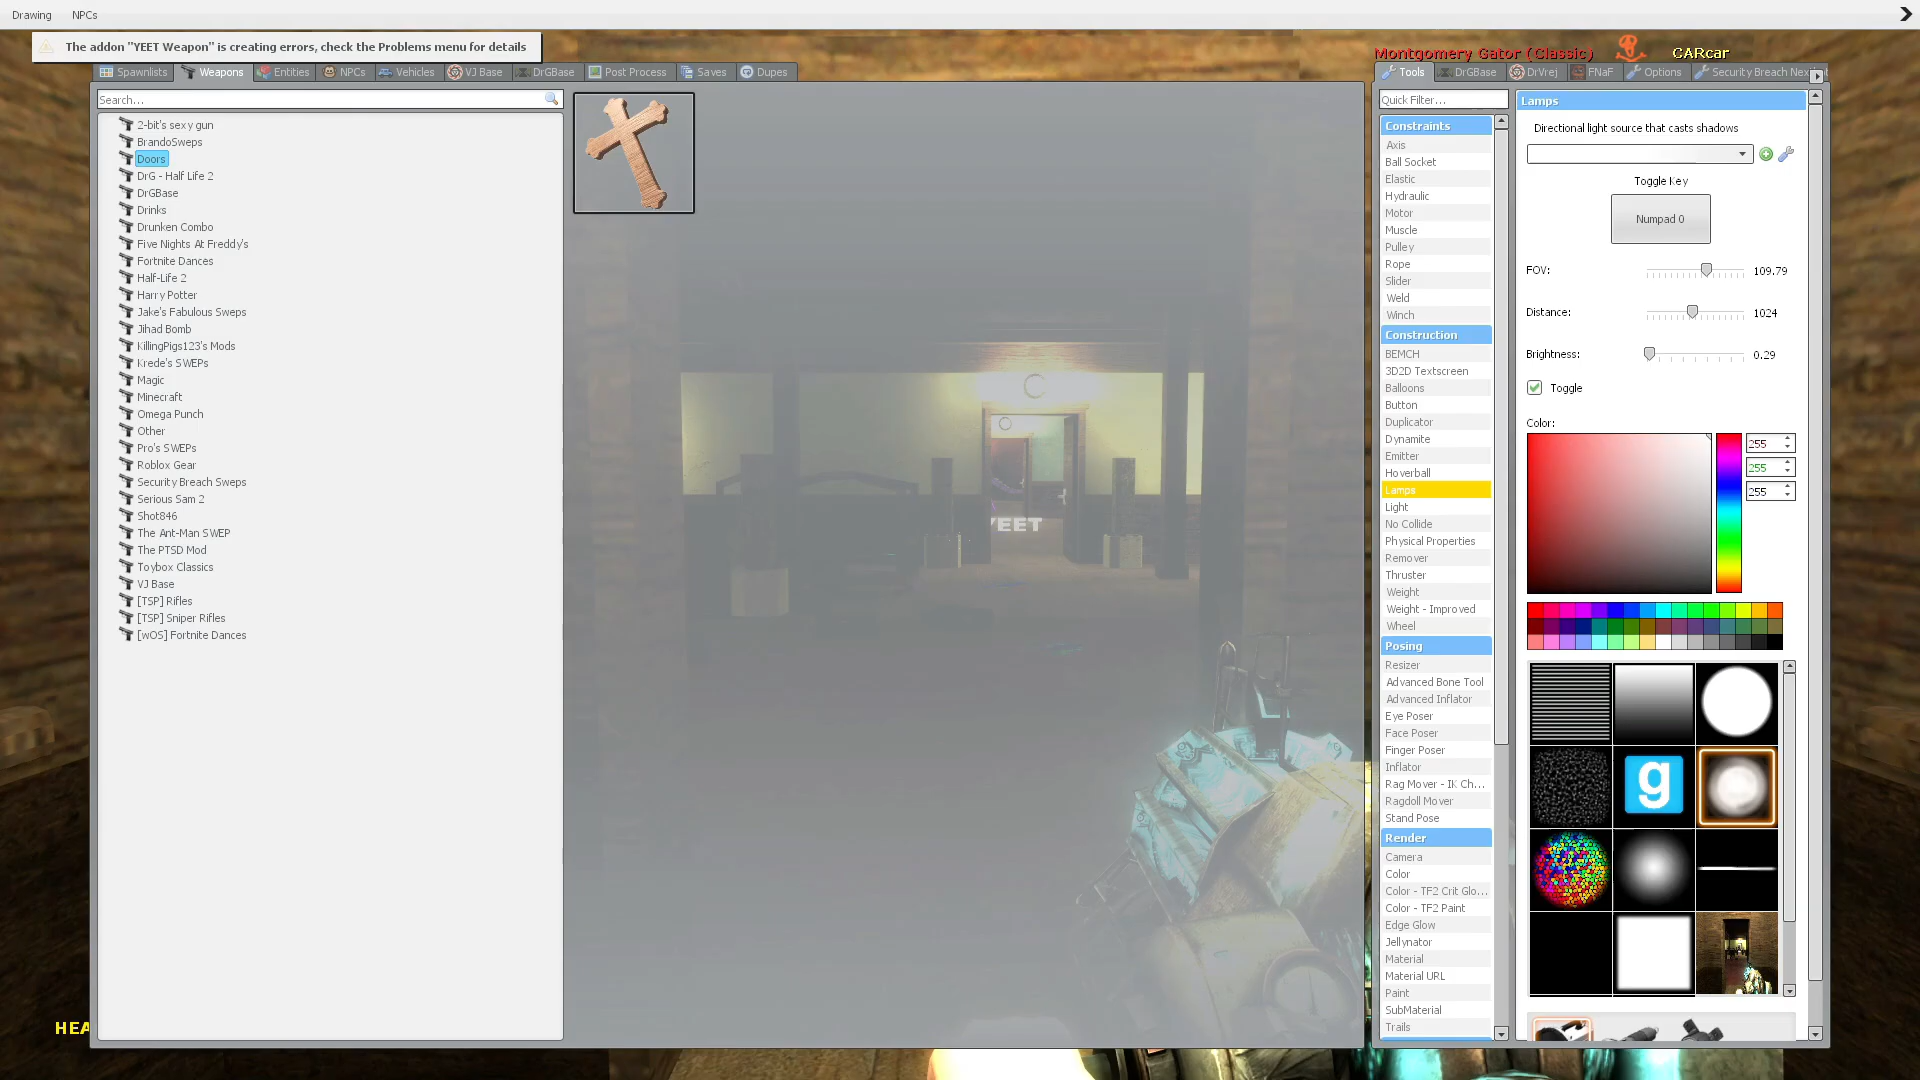 Drawing NPCs
The addon "YEET Weapon" is creating errors, check the Problems menu for details
Montgomery Gator (Classic) CARcar
Spawnlists Weapons Entities NPCs Vehicles VJ Base DrGBase Post Process Saves Dupes
Tools DrGBase DrVrej FNaF Options
Search...
2-bit's sexy gun
BrandoSweps
Doors
DrG - Half Life 2
DrGBase
Drinks
Drunken Combo
Five Nights At Freddy's
Fortnite Dances
Half-Life 2
Harry Potter
Jake's Fabulous Sweps
Jihad Bomb
KillingPigs123's Mods
Krede's SWEPs
Magic
Minecraft
Omega Punch
Other
Pro's SWEPs
Roblox Gear
Security Breach Sweps
Serious Sam 2
Shot846
The Ant-Man SWEP
The PTSD Mod
Toybox Classics
VJ Base
[TSP] Rifles
[TSP] Sniper Rifles
[wOS] Fortnite Dances
YEET
HEA
Quick Filter...
Constraints
Axis
Ball Socket
Elastic
Hydraulic
Motor
Muscle
Pulley
Rope
Slider
Weld
Winch
Construction
BEMCH
3D2D Textscreen
Balloons
Button
Duplicator
Dynamite
Emitter
Hoverball
Lamps
Light
No Collide
Physical Properties
Remover
Thruster
Weight
Weight - Improved
Wheel
Posing
Resizer
Advanced Bone Tool
Advanced Inflator
Eye Poser
Face Poser
Finger Poser
Inflator
Rag Mover - IK Ch...
Ragdoll Mover
Stand Pose
Render
Camera
Color
Color - TF2 Crit Glo...
Color - TF2 Paint
Edge Glow
Jellynator
Material
Material URL
Paint
SubMaterial
Trails
Lamps
Directional light source that casts shadows
Toggle Key
Numpad 0
FOV: 109.79
Distance: 1024
Brightness: 0.29
Toggle
Color:
255
255
255
g